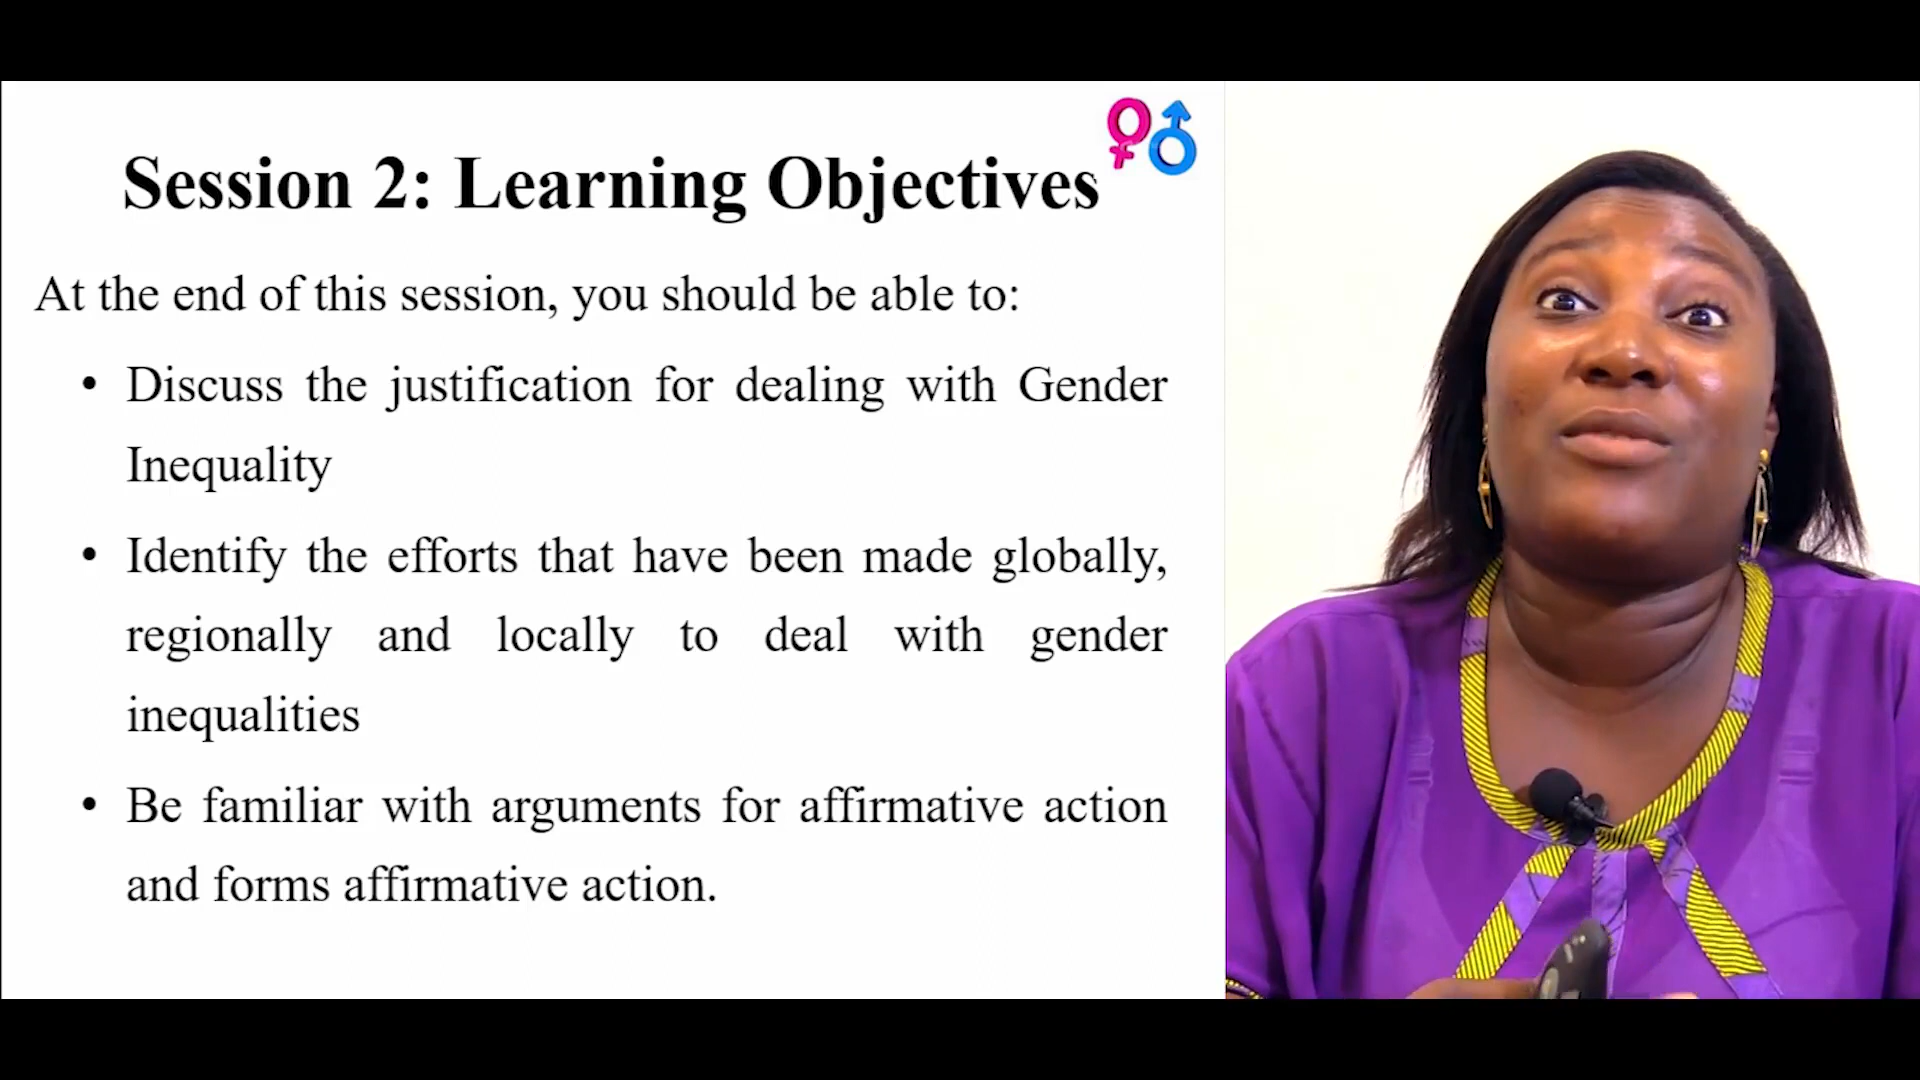 Session 2: Learning Objectives
At the end of this session, you should be able to:
• Discuss the justification for dealing with Gender
Inequality
• Identify the efforts that have been made globally,
regionally and locally to deal with gender
inequalities
• Be familiar with arguments for affirmative action
and forms affirmative action.